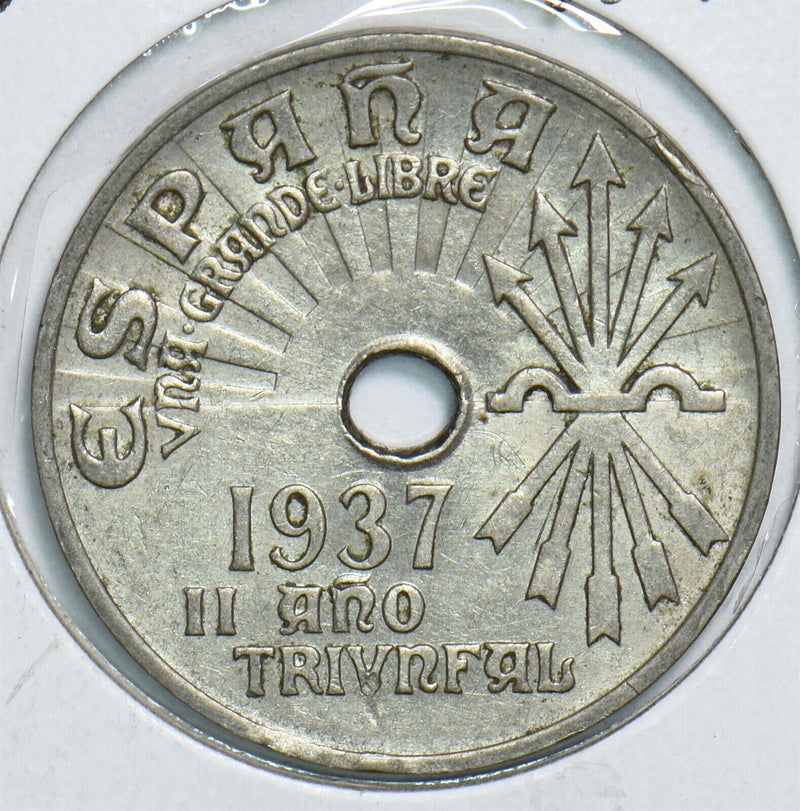 ESPAÑA
VNA·GRANDE·LIBRE
1937
II AÑO
TRIVNFAL